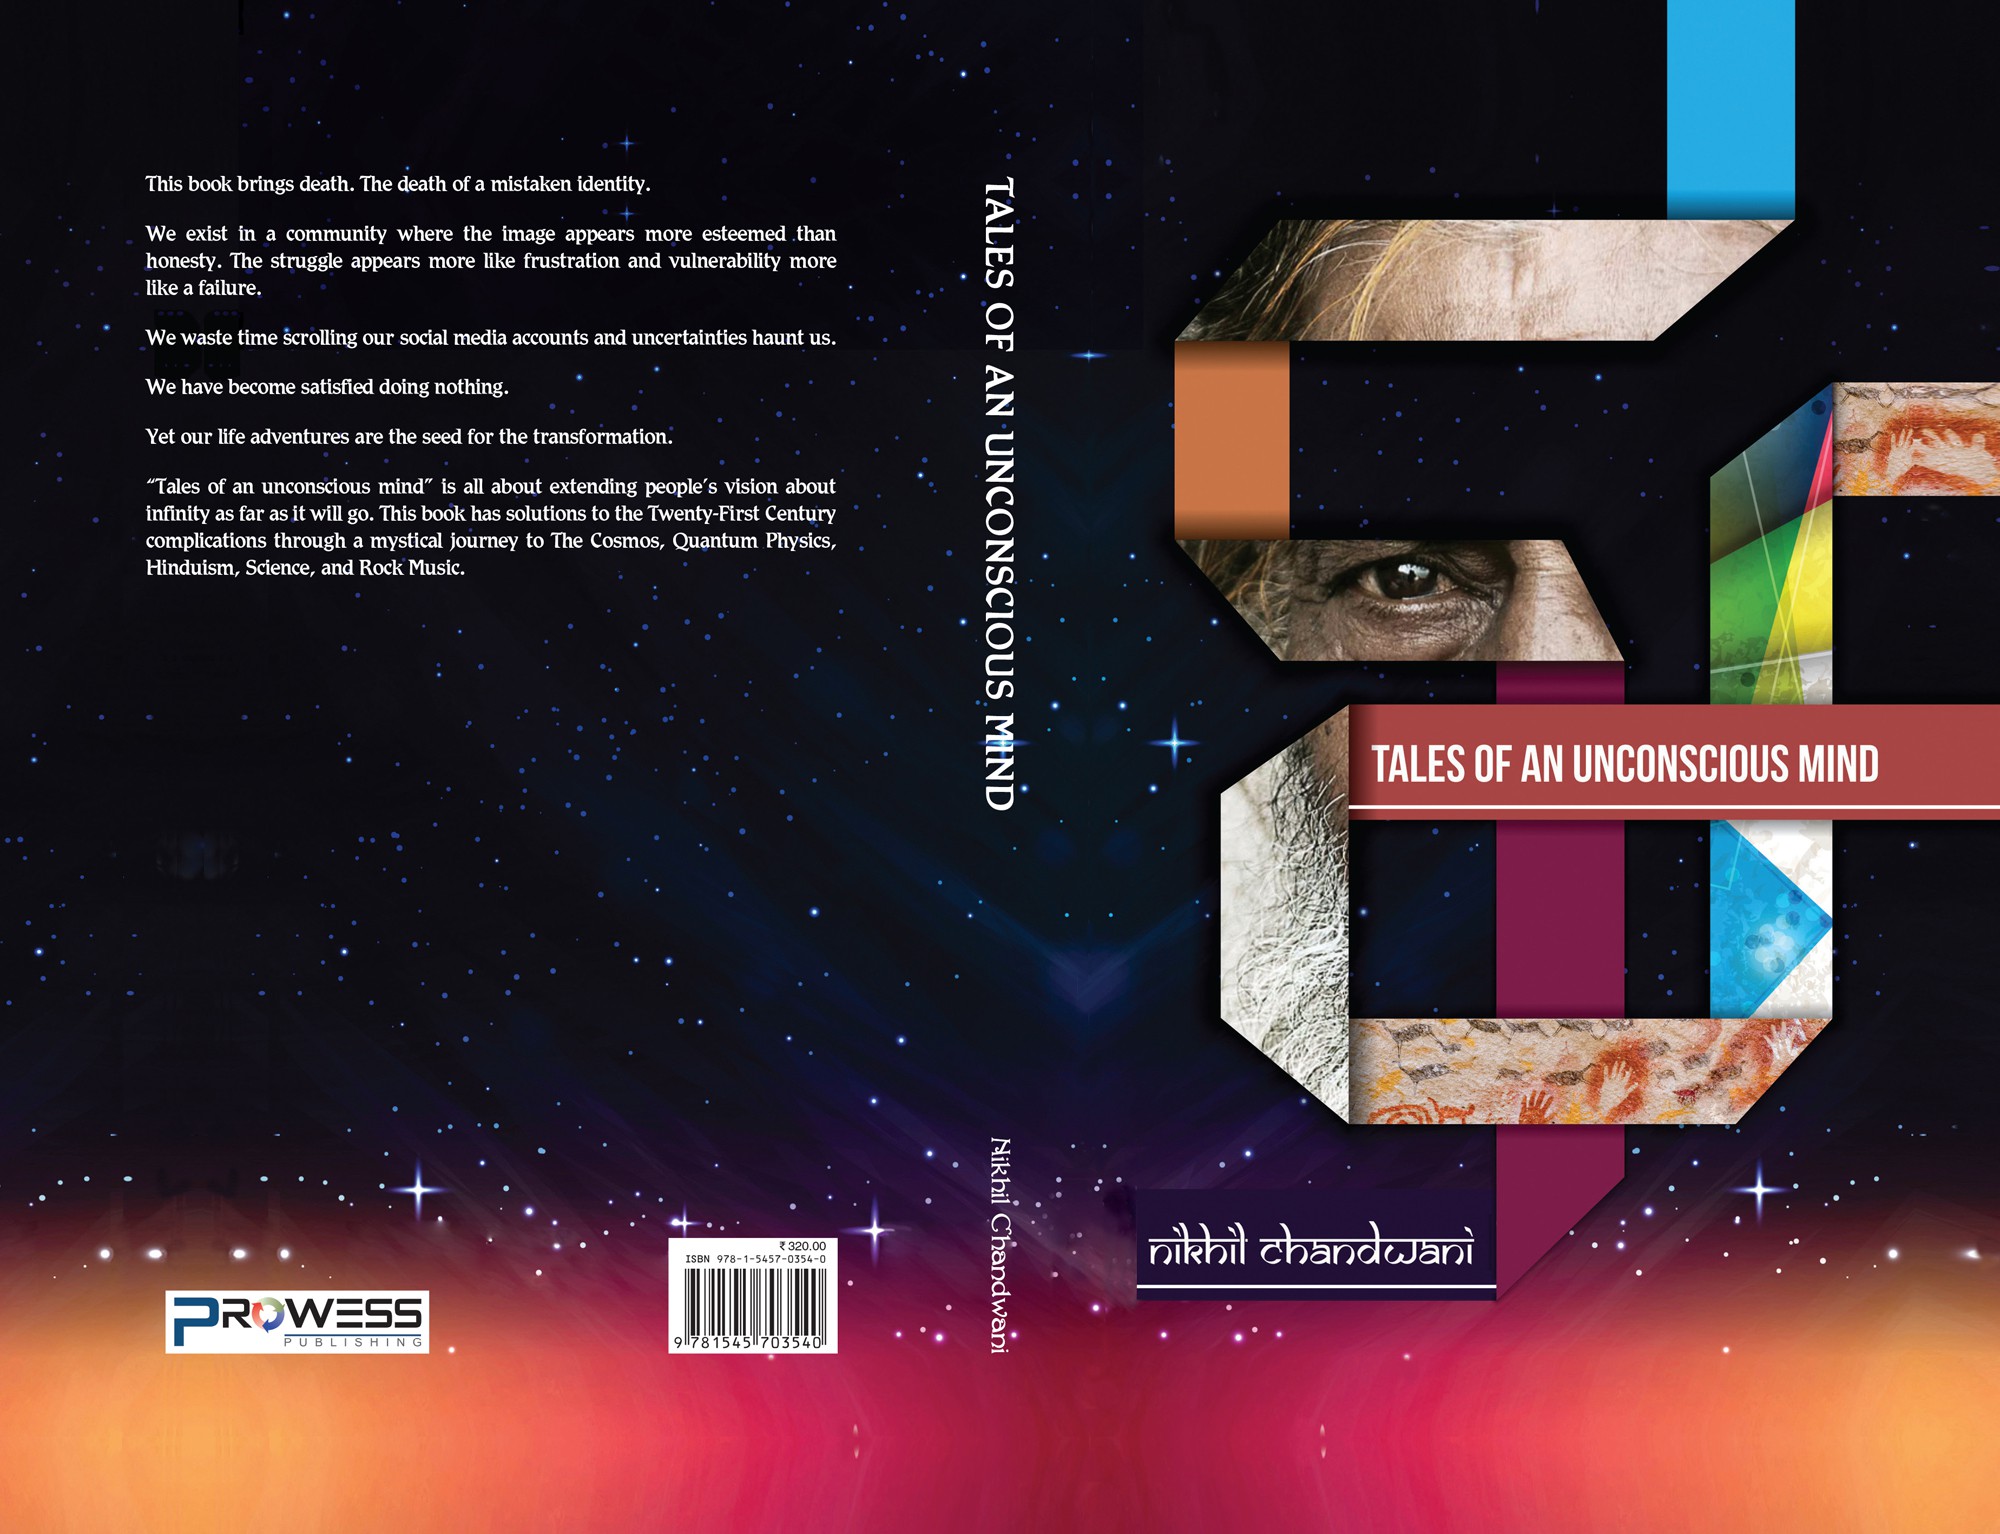 This book brings death. The death of a mistaken identity.
We exist in a community where the image appears more esteemed than
honesty. The struggle appears more like frustration and vulnerability more
like a failure.
We waste time scrolling our social media accounts and uncertainties haunt us.
We have become satisfied doing nothing.
Yet our life adventures are the seed for the transformation.
“Tales of an unconscious mind” is all about extending people’s vision about
infinity as far as it will go. This book has solutions to the Twenty-First Century
complications through a mystical journey to The Cosmos, Quantum Physics,
Hinduism, Science, and Rock Music.
PROWESS
PUBLISHING
₹ 320.00
ISBN 978-1-5457-0354-0
9 781545 703540
TALES OF AN UNCONSCIOUS MIND
Nikhil Chandwani
TALES OF AN UNCONSCIOUS MIND
nikhil chandwani